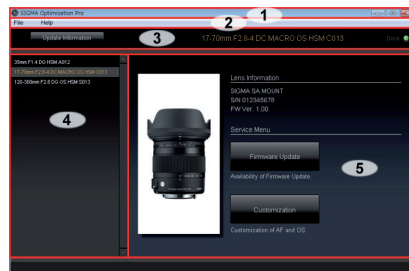 SIGMA Optimization Pro
1
File Help
2
Update Information
3
17-70mm F2.8-4 DC MACRO OS HSM C013
Dock
35mm F1.4 DG HSM A012
17-70mm F2.8-4 DC MACRO OS HSM C013
120-300mm F2.8 DG OS HSM S013
4
Lens Information
SIGMA SA MOUNT
S/N 012345678
FW Ver. 1.00
Service Menu
Firmware Update
Availability of Firmware Update.
5
Customization
Customization of AF and OS.